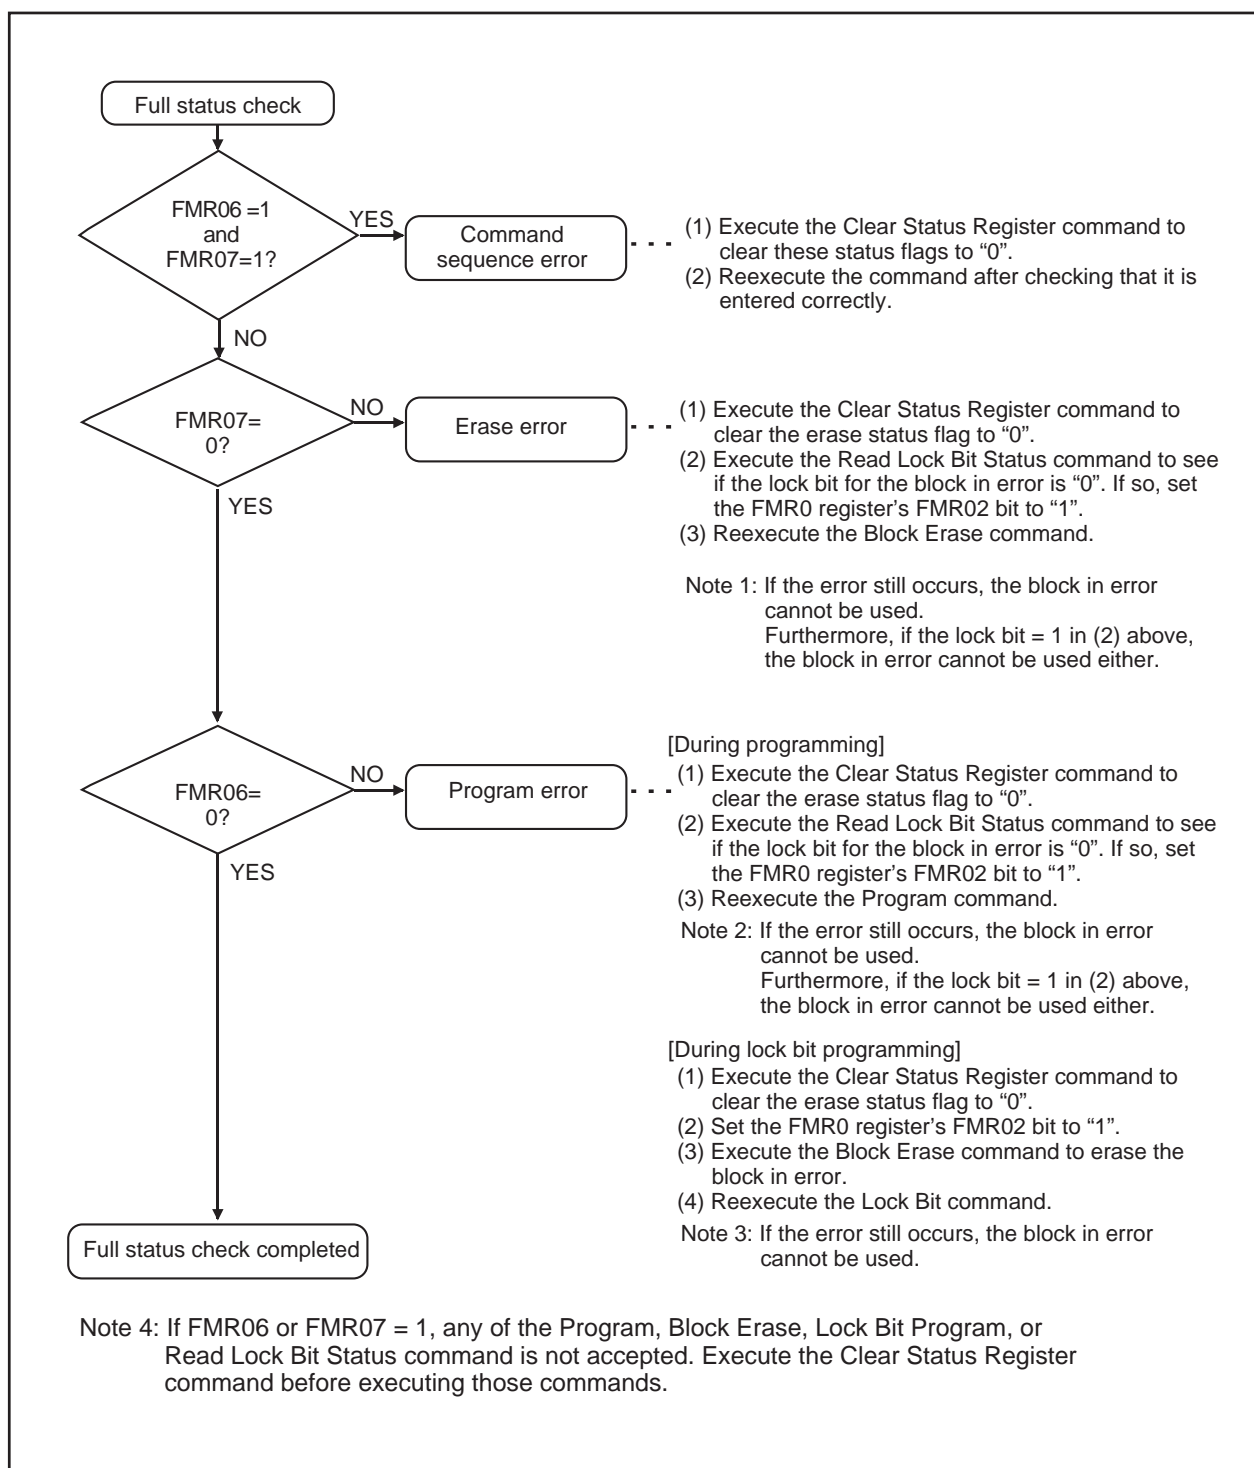 Full status check
FMR06 =1
and
FMR07=1?
YES
Command
sequence error
(1) Execute the Clear Status Register command to
clear these status flags to “0”.
(2) Reexecute the command after checking that it is
entered correctly.
NO
FMR07=
0?
NO
Erase error
(1) Execute the Clear Status Register command to
clear the erase status flag to “0”.
(2) Execute the Read Lock Bit Status command to see
if the lock bit for the block in error is “0”. If so, set
the FMR0 register’s FMR02 bit to “1”.
(3) Reexecute the Block Erase command.
YES
Note 1: If the error still occurs, the block in error
cannot be used.
Furthermore, if the lock bit = 1 in (2) above,
the block in error cannot be used either.
FMR06=
0?
NO
Program error
[During programming]
(1) Execute the Clear Status Register command to
clear the erase status flag to “0”.
(2) Execute the Read Lock Bit Status command to see
if the lock bit for the block in error is “0”. If so, set
the FMR0 register’s FMR02 bit to “1”.
(3) Reexecute the Program command.
YES
Note 2: If the error still occurs, the block in error
cannot be used.
Furthermore, if the lock bit = 1 in (2) above,
the block in error cannot be used either.
[During lock bit programming]
(1) Execute the Clear Status Register command to
clear the erase status flag to “0”.
(2) Set the FMR0 register’s FMR02 bit to “1”.
(3) Execute the Block Erase command to erase the
block in error.
(4) Reexecute the Lock Bit command.
Note 3: If the error still occurs, the block in error
cannot be used.
Full status check completed
Note 4: If FMR06 or FMR07 = 1, any of the Program, Block Erase, Lock Bit Program, or
Read Lock Bit Status command is not accepted. Execute the Clear Status Register
command before executing those commands.